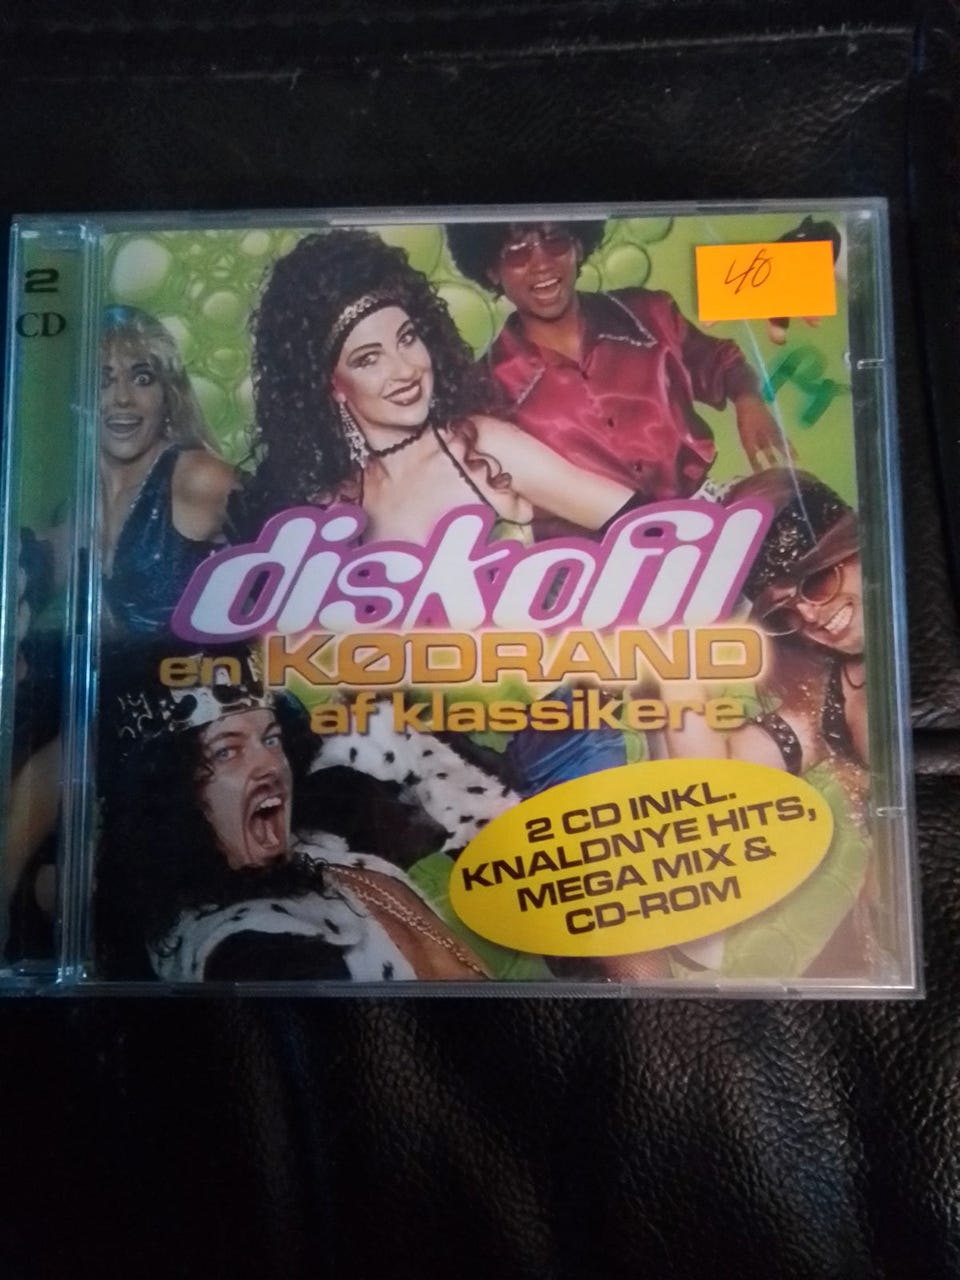 2
CD
40
diskofil
en KØDRAND
af klassikere
2 CD INKL.
KNALDNYE HITS,
MEGA MIX &
CD-ROM